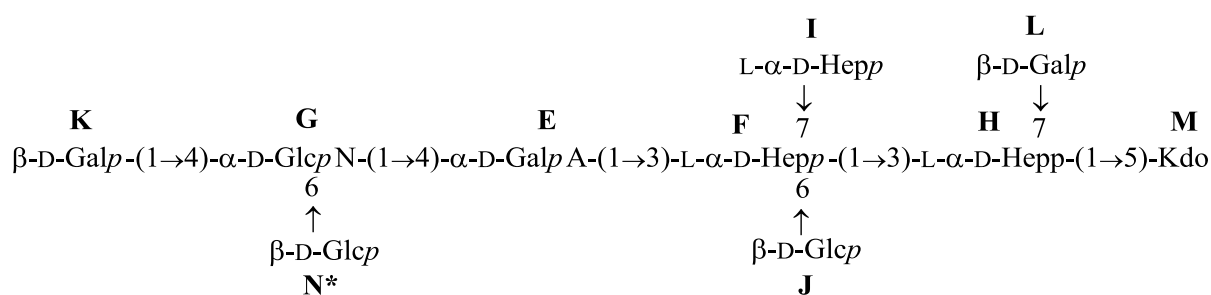 I L
L-α-D-Hepp β-D-Galp
↓ ↓
K G E F 7 H 7 M
β-D-Galp-(1→4)-α-D-GlcpN-(1→4)-α-D-GalpA-(1→3)-L-α-D-Hepp-(1→3)-L-α-D-Hepp-(1→5)-Kdo
6 6
↑ ↑
β-D-Glcp β-D-Glcp
N* J